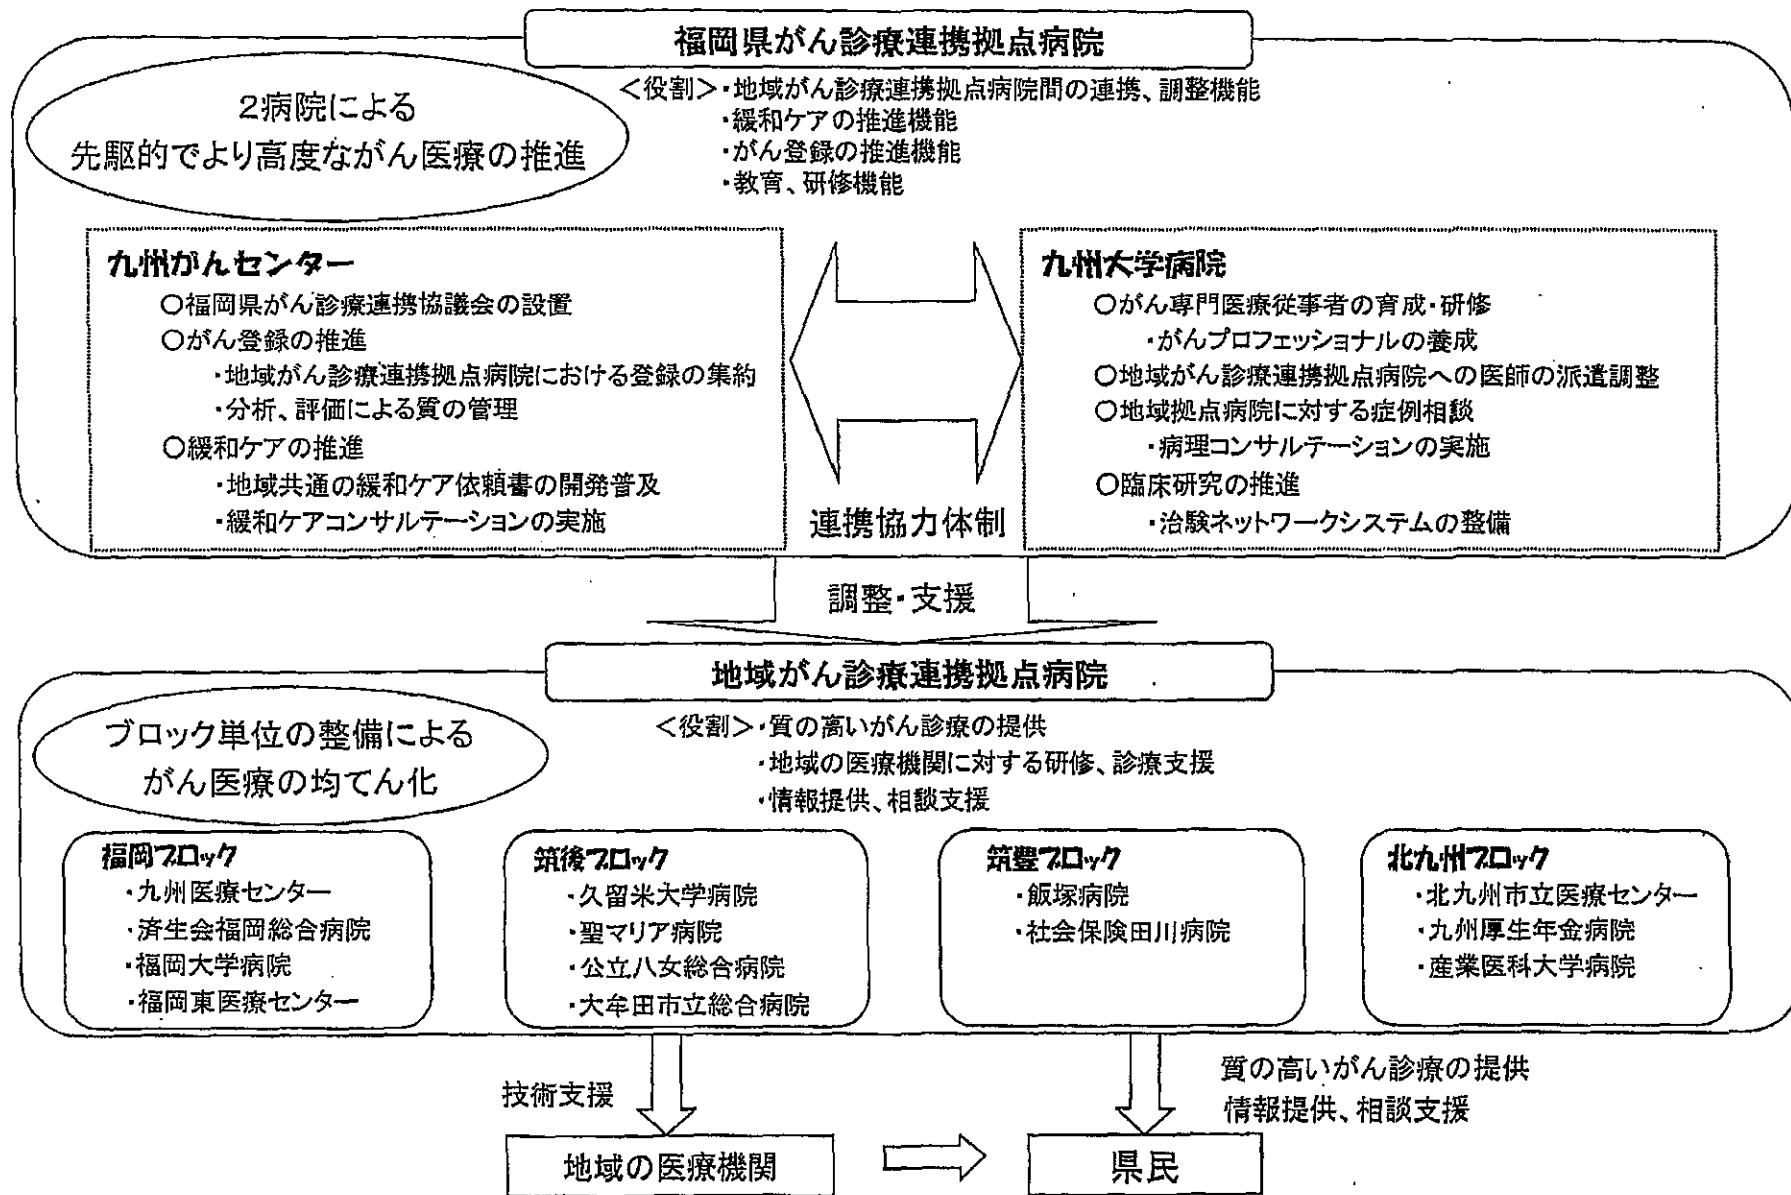 福岡県がん診療連携拠点病院
2病院による
先駆的でより高度ながん医療の推進
<役割>・地域がん診療連携拠点病院間の連携、調整機能
・緩和ケアの推進機能
・がん登録の推進機能
・教育、研修機能
九州がんセンター
○福岡県がん診療連携協議会の設置
○がん登録の推進
・地域がん診療連携拠点病院における登録の集約
・分析、評価による質の管理
○緩和ケアの推進
・地域共通の緩和ケア依頼書の開発普及
・緩和ケアコンサルテーションの実施
連携協力体制
九州大学病院
○がん専門医療従事者の育成・研修
・がんプロフェッショナルの養成
○地域がん診療連携拠点病院への医師の派遣調整
○地域拠点病院に対する症例相談
・病理コンサルテーションの実施
○臨床研究の推進
・治験ネットワークシステムの整備
調整・支援
地域がん診療連携拠点病院
ブロック単位の整備による
がん医療の均てん化
<役割>・質の高いがん診療の提供
・地域の医療機関に対する研修、診療支援
・情報提供、相談支援
福岡ブロック
・九州医療センター
・済生会福岡総合病院
・福岡大学病院
・福岡東医療センター
筑後ブロック
・久留米大学病院
・聖マリア病院
・公立八女総合病院
・大牟田市立総合病院
筑豊ブロック
・飯塚病院
・社会保険田川病院
北九州ブロック
・北九州市立医療センター
・九州厚生年金病院
・産業医科大学病院
技術支援
質の高いがん診療の提供
情報提供、相談支援
地域の医療機関
県民